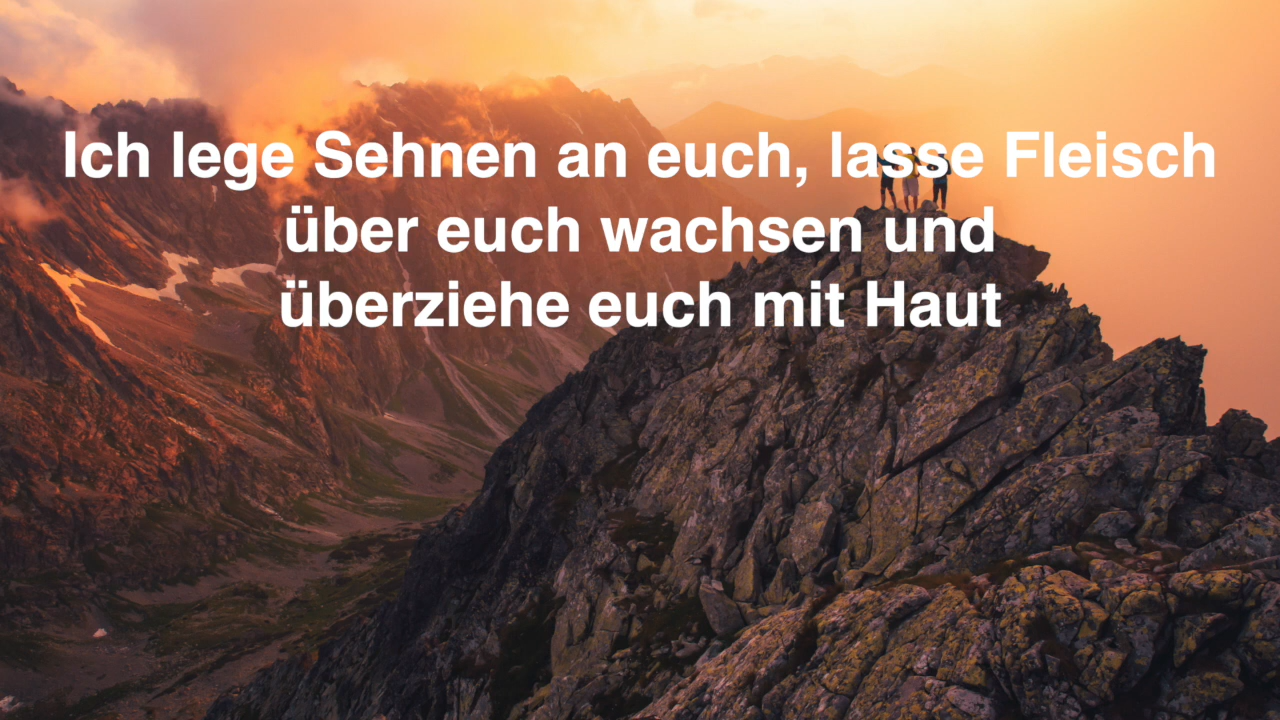 Ich lege Sehnen an euch, lasse Fleisch
über euch wachsen und
überziehe euch mit Haut